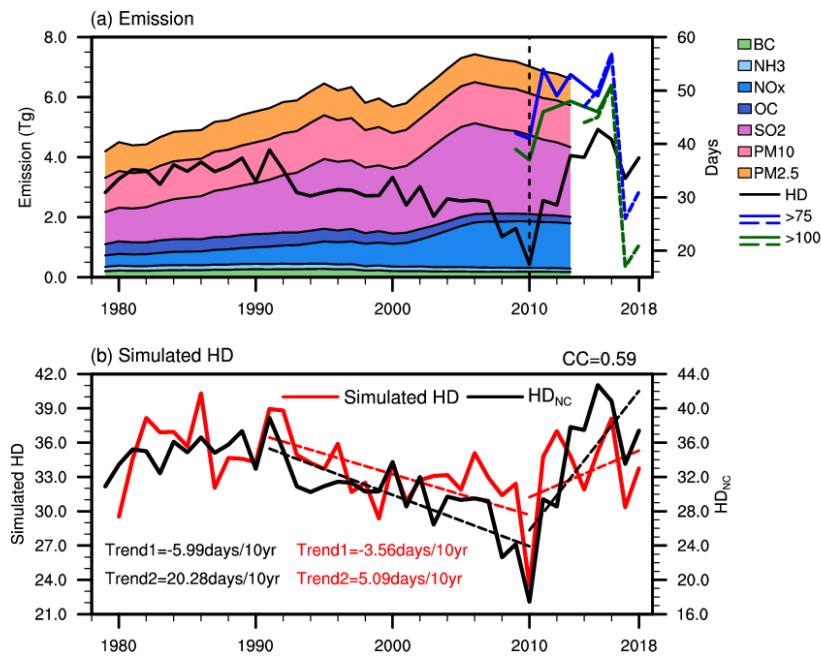 (a) Emission
8.0
6.0
4.0
2.0
0.0
Emission (Tg)
60
50
40
30
20
Days
1980
1990
2000
2010
2018
BC
NH3
NOx
OC
SO2
PM10
PM2.5
HD
>75
>100
(b) Simulated HD
CC=0.59
42.0
39.0
36.0
33.0
30.0
27.0
24.0
21.0
Simulated HD
44.0
40.0
36.0
32.0
28.0
24.0
20.0
16.0
HD_NC
Simulated HD
HD_NC
Trend1=-5.99days/10yr
Trend1=-3.56days/10yr
Trend2=20.28days/10yr
Trend2=5.09days/10yr
1980
1990
2000
2010
2018